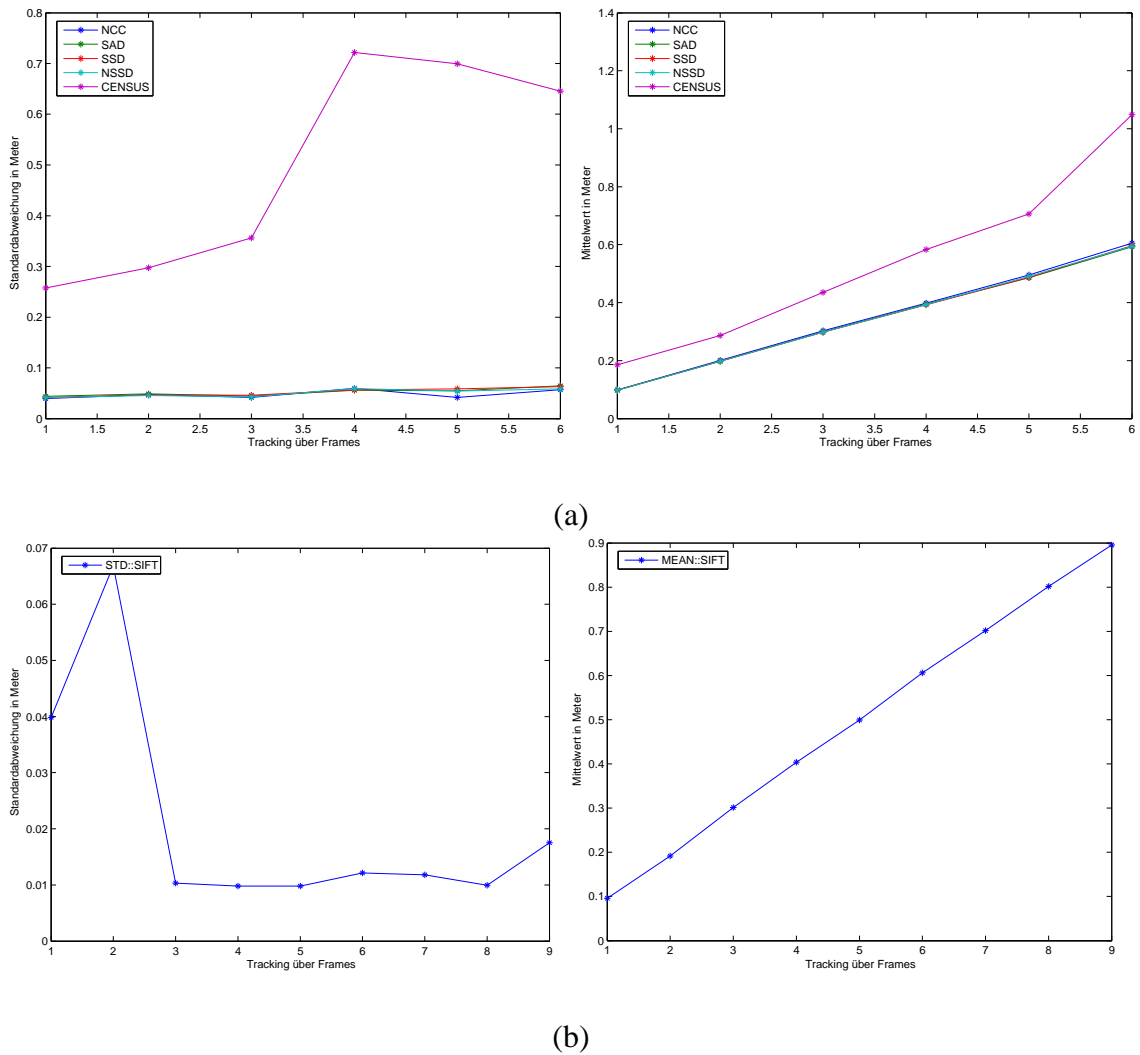 0.8
0.7
0.6
0.5
0.4
0.3
0.2
0.1
0
Standardabweichung in Meter
NCC
SAD
SSD
NSSD
CENSUS
1 1.5 2 2.5 3 3.5 4 4.5 5 5.5 6
Tracking über Frames
1.4
1.2
1
0.8
0.6
0.4
0.2
0
Mittelwert in Meter
NCC
SAD
SSD
NSSD
CENSUS
1 1.5 2 2.5 3 3.5 4 4.5 5 5.5 6
Tracking über Frames
(a)
0.07
0.06
0.05
0.04
0.03
0.02
0.01
0
Standardabweichung in Meter
STD::SIFT
1 2 3 4 5 6 7 8 9
Tracking über Frames
0.9
0.8
0.7
0.6
0.5
0.4
0.3
0.2
0.1
0
Mittelwert in Meter
MEAN::SIFT
1 2 3 4 5 6 7 8 9
Tracking über Frames
(b)